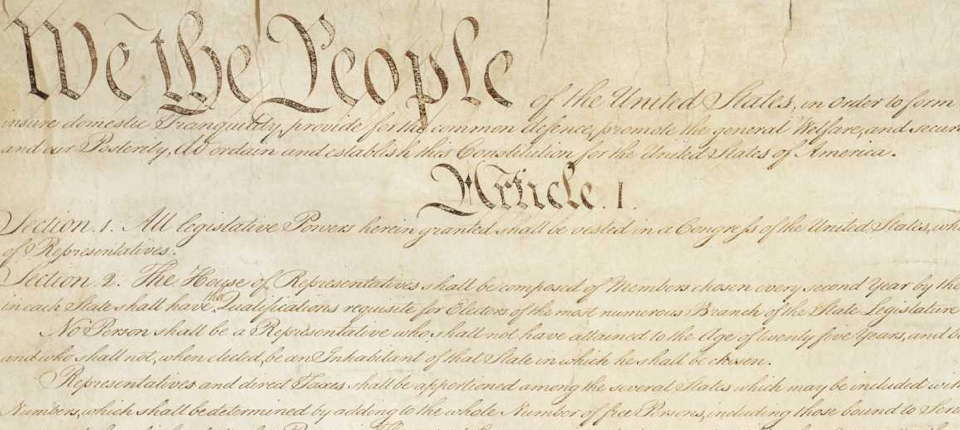 We the People of the United States, in Order to form
insure domestic Tranquility, provide for the common defence, promote the general Welfare, and secure
and our Posterity, do ordain and establish this Constitution for the United States of America.
Article. I.
Section. 1. All legislative Powers herein granted shall be vested in a Congress of the United States, which
of Representatives.
Section. 2. The House of Representatives shall be composed of Members chosen every second Year by the
in each State shall have the Qualifications requisite for Electors of the most numerous Branch of the State Legislature
No Person shall be a Representative who shall not have attained to the Age of twenty five Years, and be
and who shall not, when elected, be an Inhabitant of that State in which he shall be chosen.
Representatives and direct Taxes shall be apportioned among the several States which may be included with
Numbers, which shall be determined by adding to the whole Number of free Persons, including those bound to